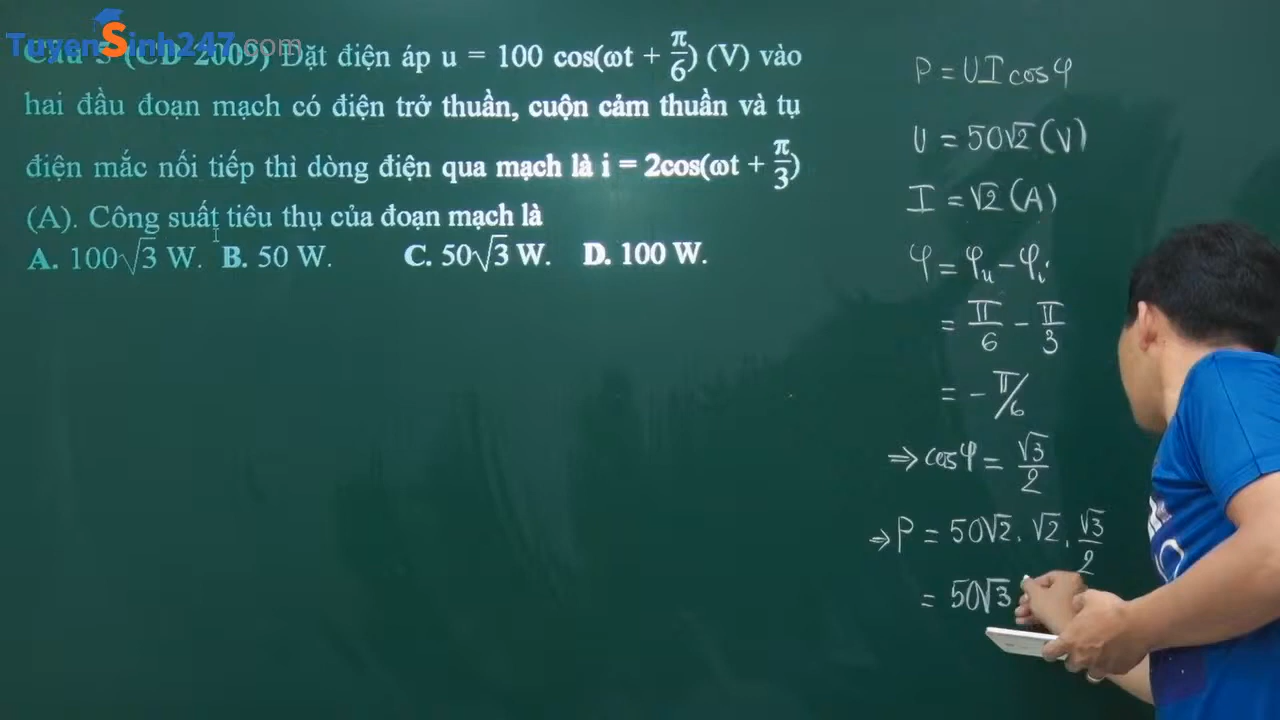 TuyenSinh247.com
Câu 5 (CĐ 2009) Đặt điện áp u = 100 cos(ωt + π/6) (V) vào
hai đầu đoạn mạch có điện trở thuần, cuộn cảm thuần và tụ
điện mắc nối tiếp thì dòng điện qua mạch là i = 2cos(ωt + π/3)
(A). Công suất tiêu thụ của đoạn mạch là
A. 100√3 W. B. 50 W. C. 50√3 W. D. 100 W.
P = UI cosφ
U = 50√2 (V)
I = √2 (A)
φ = φu - φi
= π/6 - π/3
= - π/6
⇒ cosφ = √3/2
⇒ P = 50√2 . √2 . √3/2
= 50√3